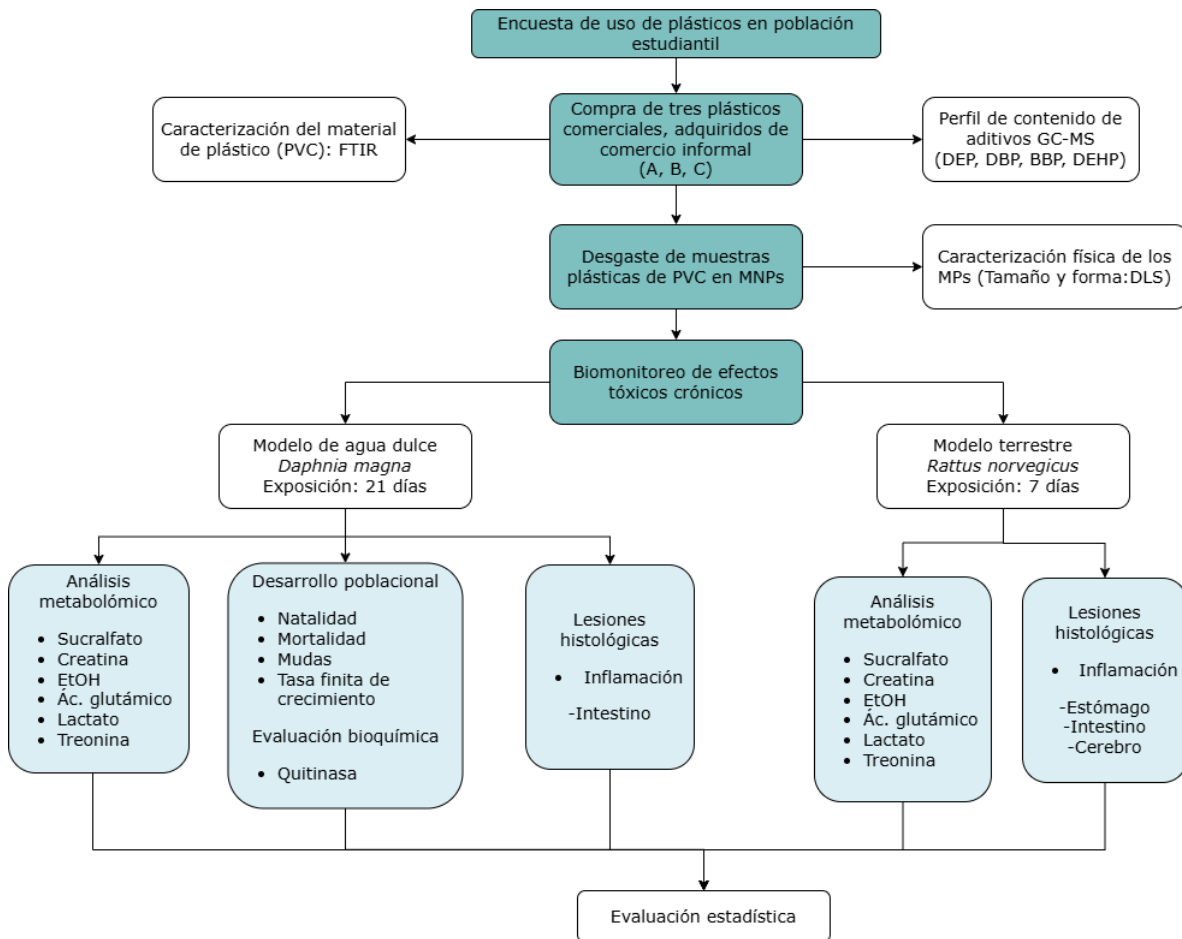 Encuesta de uso de plásticos en población
estudiantil
Caracterización del material
de plástico (PVC): FTIR
Compra de tres plásticos
comerciales, adquiridos de
comercio informal
(A, B, C)
Perfil de contenido de
aditivos GC-MS
(DEP, DBP, BBP, DEHP)
Desgaste de muestras
plásticas de PVC en MNPs
Caracterización física de los
MPs (Tamaño y forma:DLS)
Biomonitoreo de efectos
tóxicos crónicos
Modelo de agua dulce
Daphnia magna
Exposición: 21 días
Modelo terrestre
Rattus norvegicus
Exposición: 7 días
Análisis
metabolómico
• Sucralfato
• Creatina
• EtOH
• Ác. glutámico
• Lactato
• Treonina
Desarrollo poblacional
• Natalidad
• Mortalidad
• Mudas
• Tasa finita de
crecimiento
Evaluación bioquímica
• Quitinasa
Lesiones
histológicas
• Inflamación
-Intestino
Análisis
metabolómico
• Sucralfato
• Creatina
• EtOH
• Ác. glutámico
• Lactato
• Treonina
Lesiones
histológicas
• Inflamación
-Estómago
-Intestino
-Cerebro
Evaluación estadística